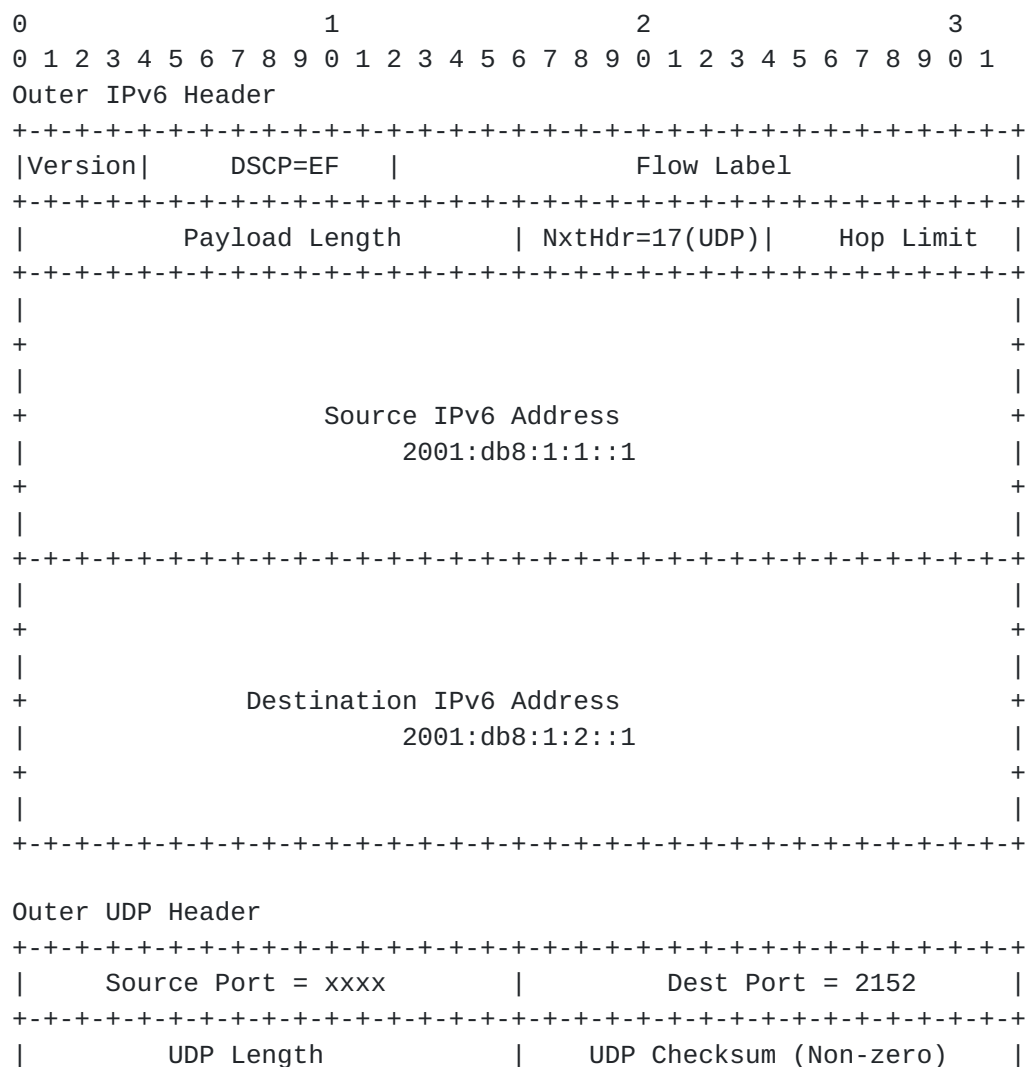 0                   1                   2                   3
0 1 2 3 4 5 6 7 8 9 0 1 2 3 4 5 6 7 8 9 0 1 2 3 4 5 6 7 8 9 0 1
Outer IPv6 Header
+-+-+-+-+-+-+-+-+-+-+-+-+-+-+-+-+-+-+-+-+-+-+-+-+-+-+-+-+-+-+-+-+
|Version|     DSCP=EF   |               Flow Label              |
+-+-+-+-+-+-+-+-+-+-+-+-+-+-+-+-+-+-+-+-+-+-+-+-+-+-+-+-+-+-+-+-+
|          Payload Length       | NxtHdr=17(UDP)|    Hop Limit  |
+-+-+-+-+-+-+-+-+-+-+-+-+-+-+-+-+-+-+-+-+-+-+-+-+-+-+-+-+-+-+-+-+
|                                                               |
+                                                               +
|                                                               |
+                   Source IPv6 Address                         +
|                        2001:db8:1:1::1                        |
+                                                               +
|                                                               |
+-+-+-+-+-+-+-+-+-+-+-+-+-+-+-+-+-+-+-+-+-+-+-+-+-+-+-+-+-+-+-+-+
|                                                               |
+                                                               +
|                                                               |
+              Destination IPv6 Address                         +
|                        2001:db8:1:2::1                        |
+                                                               +
|                                                               |
+-+-+-+-+-+-+-+-+-+-+-+-+-+-+-+-+-+-+-+-+-+-+-+-+-+-+-+-+-+-+-+-+
Outer UDP Header
+-+-+-+-+-+-+-+-+-+-+-+-+-+-+-+-+-+-+-+-+-+-+-+-+-+-+-+-+-+-+-+-+
|     Source Port = xxxx        |         Dest Port = 2152      |
+-+-+-+-+-+-+-+-+-+-+-+-+-+-+-+-+-+-+-+-+-+-+-+-+-+-+-+-+-+-+-+-+
|         UDP Length            |    UDP Checksum (Non-zero)    |